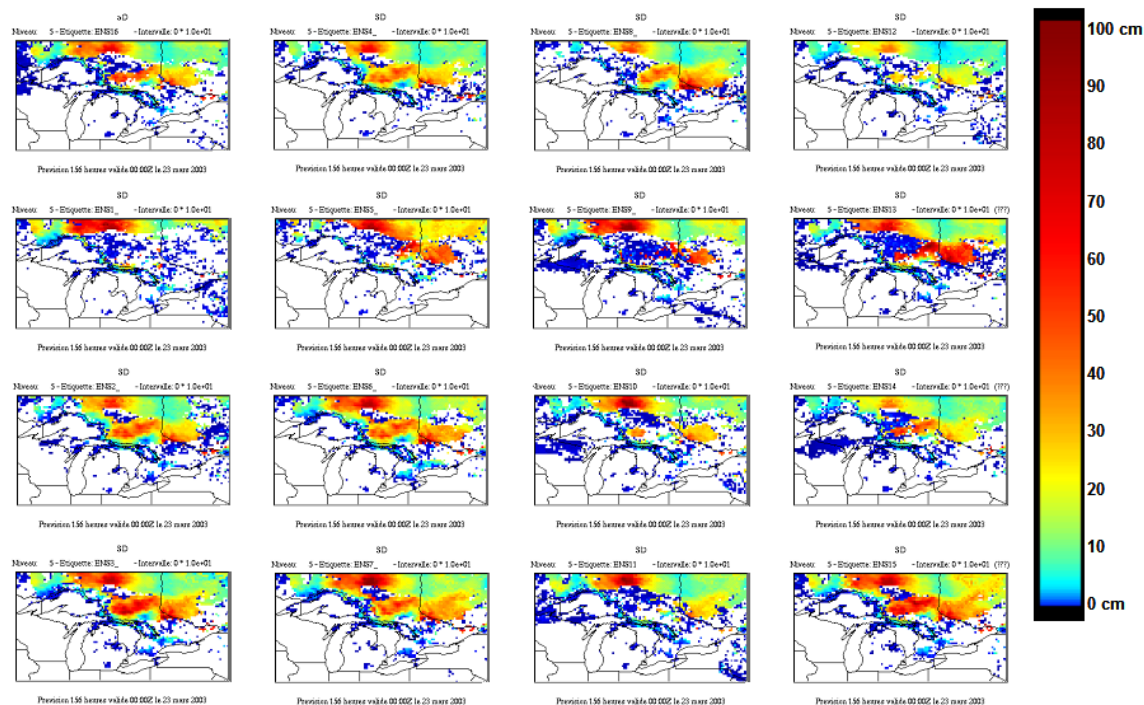 sD SD SD SD
Niveau: 5 - Etiquette: ENS16 - Intervalle: 0 * 1.0e+01 Niveau: 5 - Etiquette: ENS4_ - Intervalle: 0 * 1.0e+01 Niveau: 5 - Etiquette: ENS8_ - Intervalle: 0 * 1.0e+01 Niveau: 5 - Etiquette: ENS12 - Intervalle: 0 * 1.0e+01
Prevision 156 heures valide 00:00Z le 23 mars 2003 Prevision 156 heures valide 00:00Z le 23 mars 2003 Prevision 156 heures valide 00:00Z le 23 mars 2003 Prevision 156 heures valide 00:00Z le 23 mars 2003
SD SD SD SD
Niveau: 5 - Etiquette: ENS1_ - Intervalle: 0 * 1.0e+01 Niveau: 5 - Etiquette: ENS5_ - Intervalle: 0 * 1.0e+01 Niveau: 5 - Etiquette: ENS9_ - Intervalle: 0 * 1.0e+01 Niveau: 5 - Etiquette: ENS13 - Intervalle: 0 * 1.0e+01 (???)
Prevision 156 heures valide 00:00Z le 23 mars 2003 Prevision 156 heures valide 00:00Z le 23 mars 2003 Prevision 156 heures valide 00:00Z le 23 mars 2003 Prevision 156 heures valide 00:00Z le 23 mars 2003
SD SD SD SD
Niveau: 5 - Etiquette: ENS2_ - Intervalle: 0 * 1.0e+01 Niveau: 5 - Etiquette: ENS6_ - Intervalle: 0 * 1.0e+01 Niveau: 5 - Etiquette: ENS10 - Intervalle: 0 * 1.0e+01 Niveau: 5 - Etiquette: ENS14 - Intervalle: 0 * 1.0e+01 (???)
Prevision 156 heures valide 00:00Z le 23 mars 2003 Prevision 156 heures valide 00:00Z le 23 mars 2003 Prevision 156 heures valide 00:00Z le 23 mars 2003 Prevision 156 heures valide 00:00Z le 23 mars 2003
SD SD SD SD
Niveau: 5 - Etiquette: ENS3_ - Intervalle: 0 * 1.0e+01 Niveau: 5 - Etiquette: ENS7_ - Intervalle: 0 * 1.0e+01 Niveau: 5 - Etiquette: ENS11 - Intervalle: 0 * 1.0e+01 Niveau: 5 - Etiquette: ENS15 - Intervalle: 0 * 1.0e+01 (???)
Prevision 156 heures valide 00:00Z le 23 mars 2003 Prevision 156 heures valide 00:00Z le 23 mars 2003 Prevision 156 heures valide 00:00Z le 23 mars 2003 Prevision 156 heures valide 00:00Z le 23 mars 2003
100 cm
90
80
70
60
50
40
30
20
10
0 cm